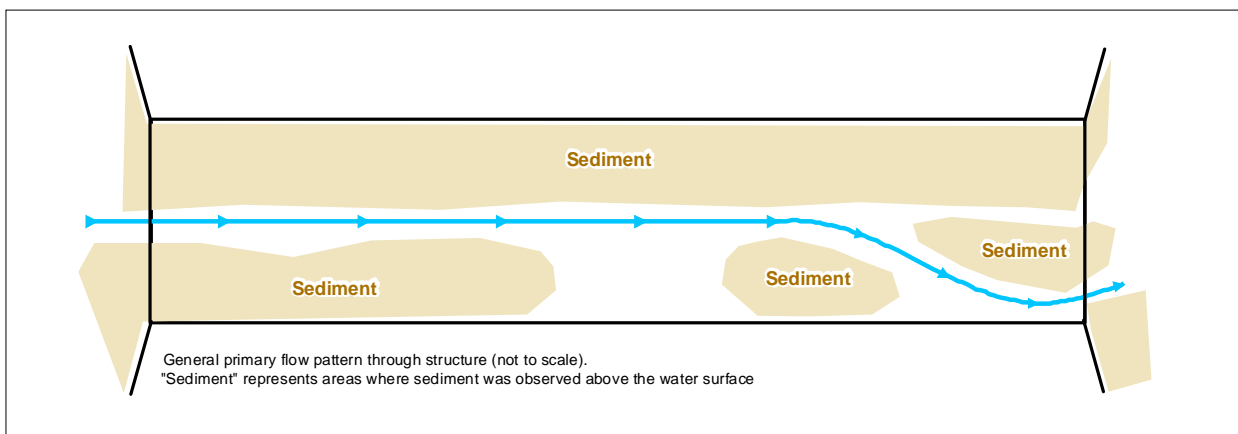 Sediment
Sediment
Sediment
Sediment
General primary flow pattern through structure (not to scale).
"Sediment" represents areas where sediment was observed above the water surface